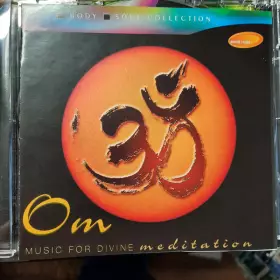 BODY ■ SOUL COLLECTION
ॐ
Om
MUSIC FOR DIVINE meditation